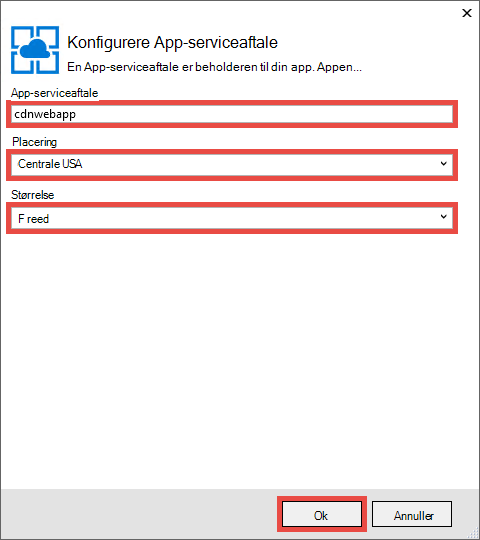 Konfigurere App-serviceaftale
En App-serviceaftale er beholderen til din app. Appen...
App-serviceaftale
cdnwebapp
Placering
Centrale USA
Størrelse
F reed
Ok
Annuller